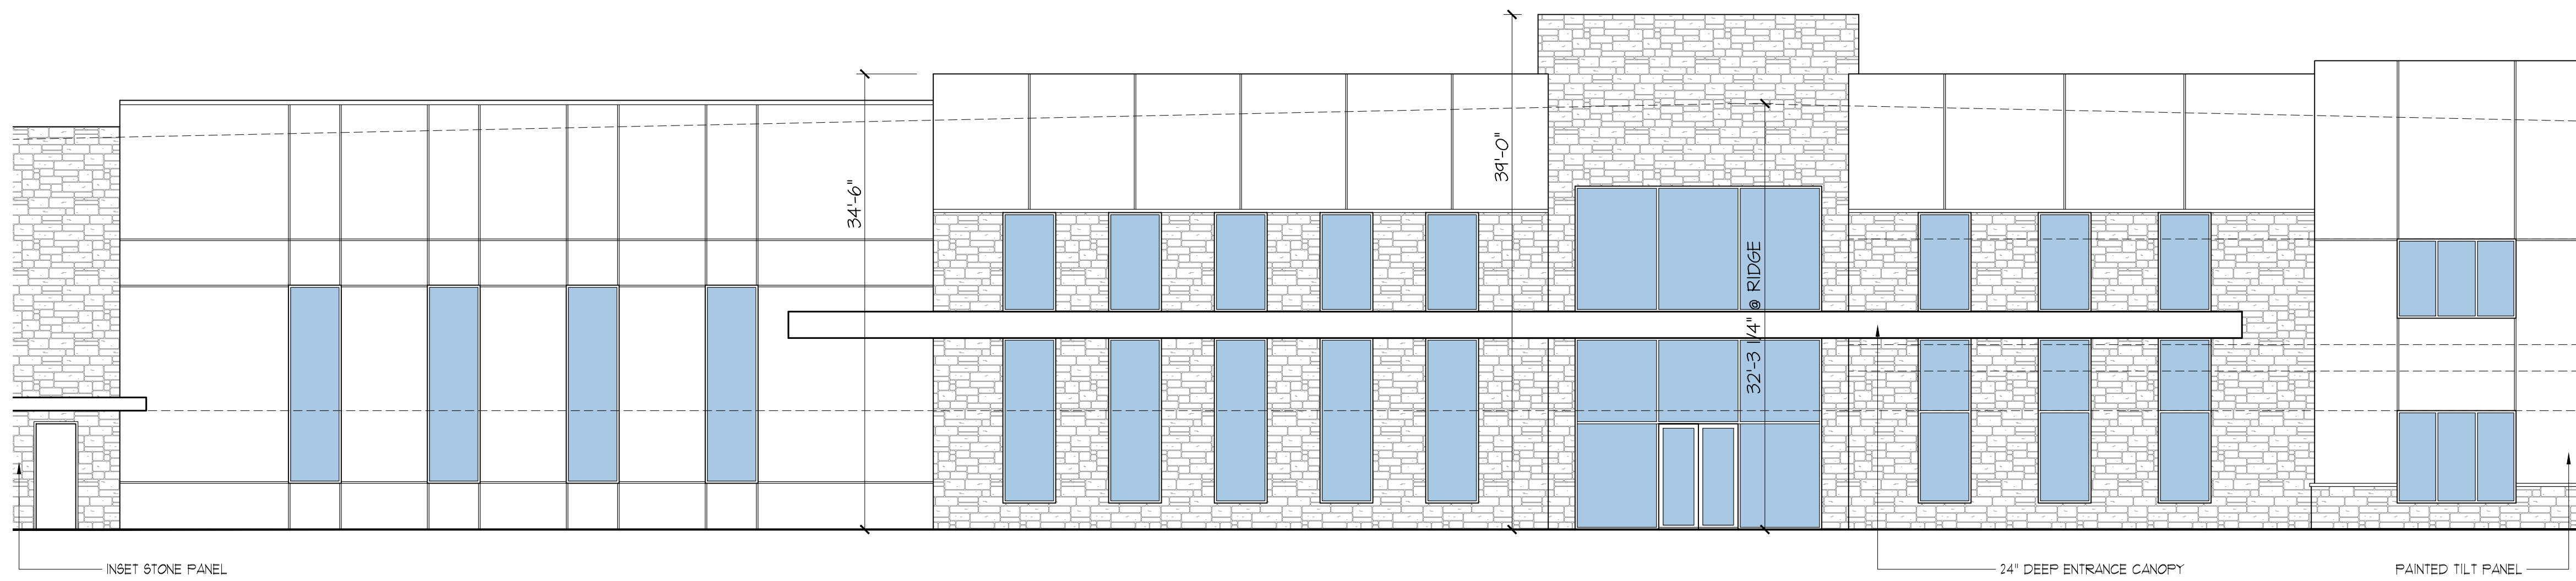 34'-6"
39'-0"
32'-3 1/4" @ RIDGE
INSET STONE PANEL
24" DEEP ENTRANCE CANOPY
PAINTED TILT PANEL